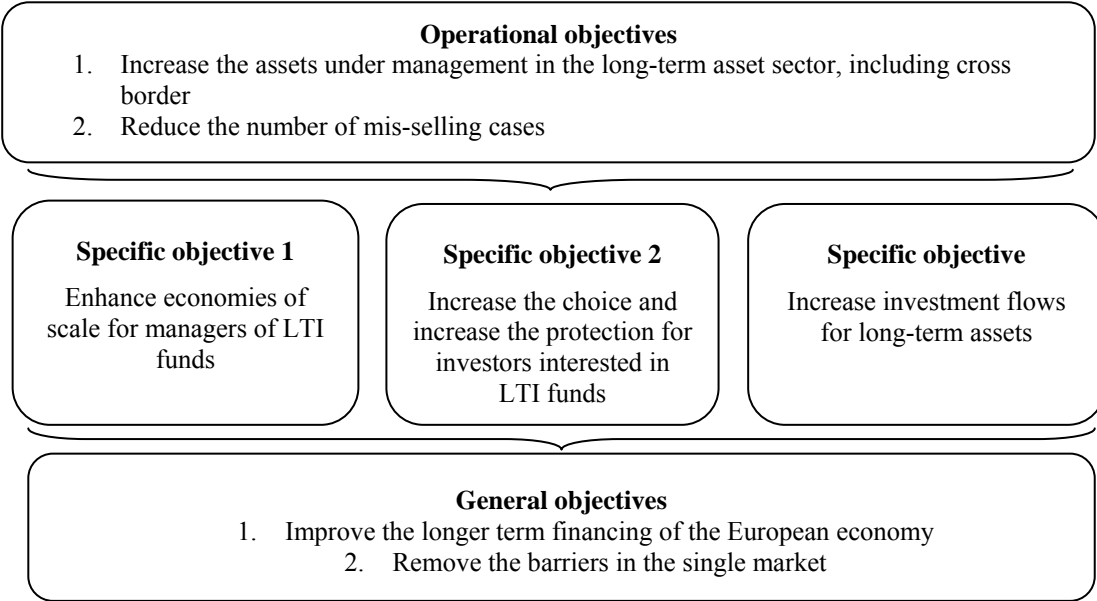 Operational objectives
1. Increase the assets under management in the long-term asset sector, including cross
border
2. Reduce the number of mis-selling cases
Specific objective 1
Enhance economies of
scale for managers of LTI
funds
Specific objective 2
Increase the choice and
increase the protection for
investors interested in
LTI funds
Specific objective
Increase investment flows
for long-term assets
General objectives
1. Improve the longer term financing of the European economy
2. Remove the barriers in the single market